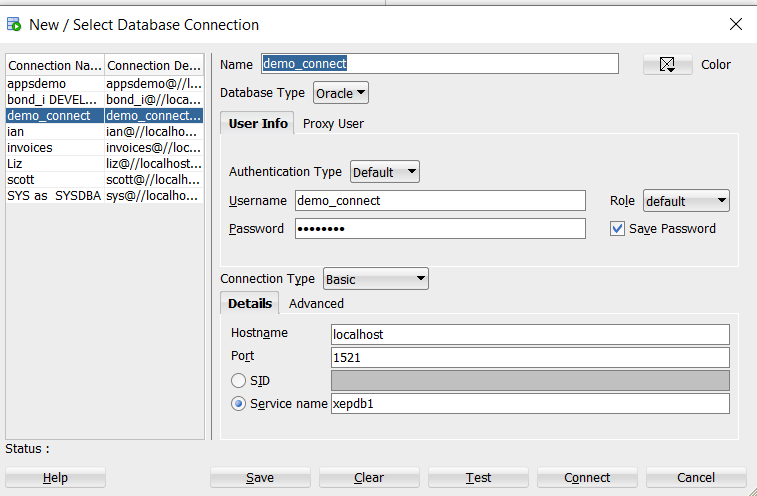 New / Select Database Connection
Connection Na... Connection De...
appsdemo appsdemo@//l...
bond_i DEVEL... bond_i@//loca...
demo_connect demo_connect...
ian ian@//localho...
invoices invoices@//loc...
Liz liz@//localhost...
scott scott@//localh...
SYS as SYSDBA sys@//localho...
Name demo_connect Color
Database Type Oracle
User Info Proxy User
Authentication Type Default
Username demo_connect Role default
Password •••••••• Save Password
Connection Type Basic
Details Advanced
Hostname localhost
Port 1521
SID
Service name xepdb1
Status :
Help Save Clear Test Connect Cancel